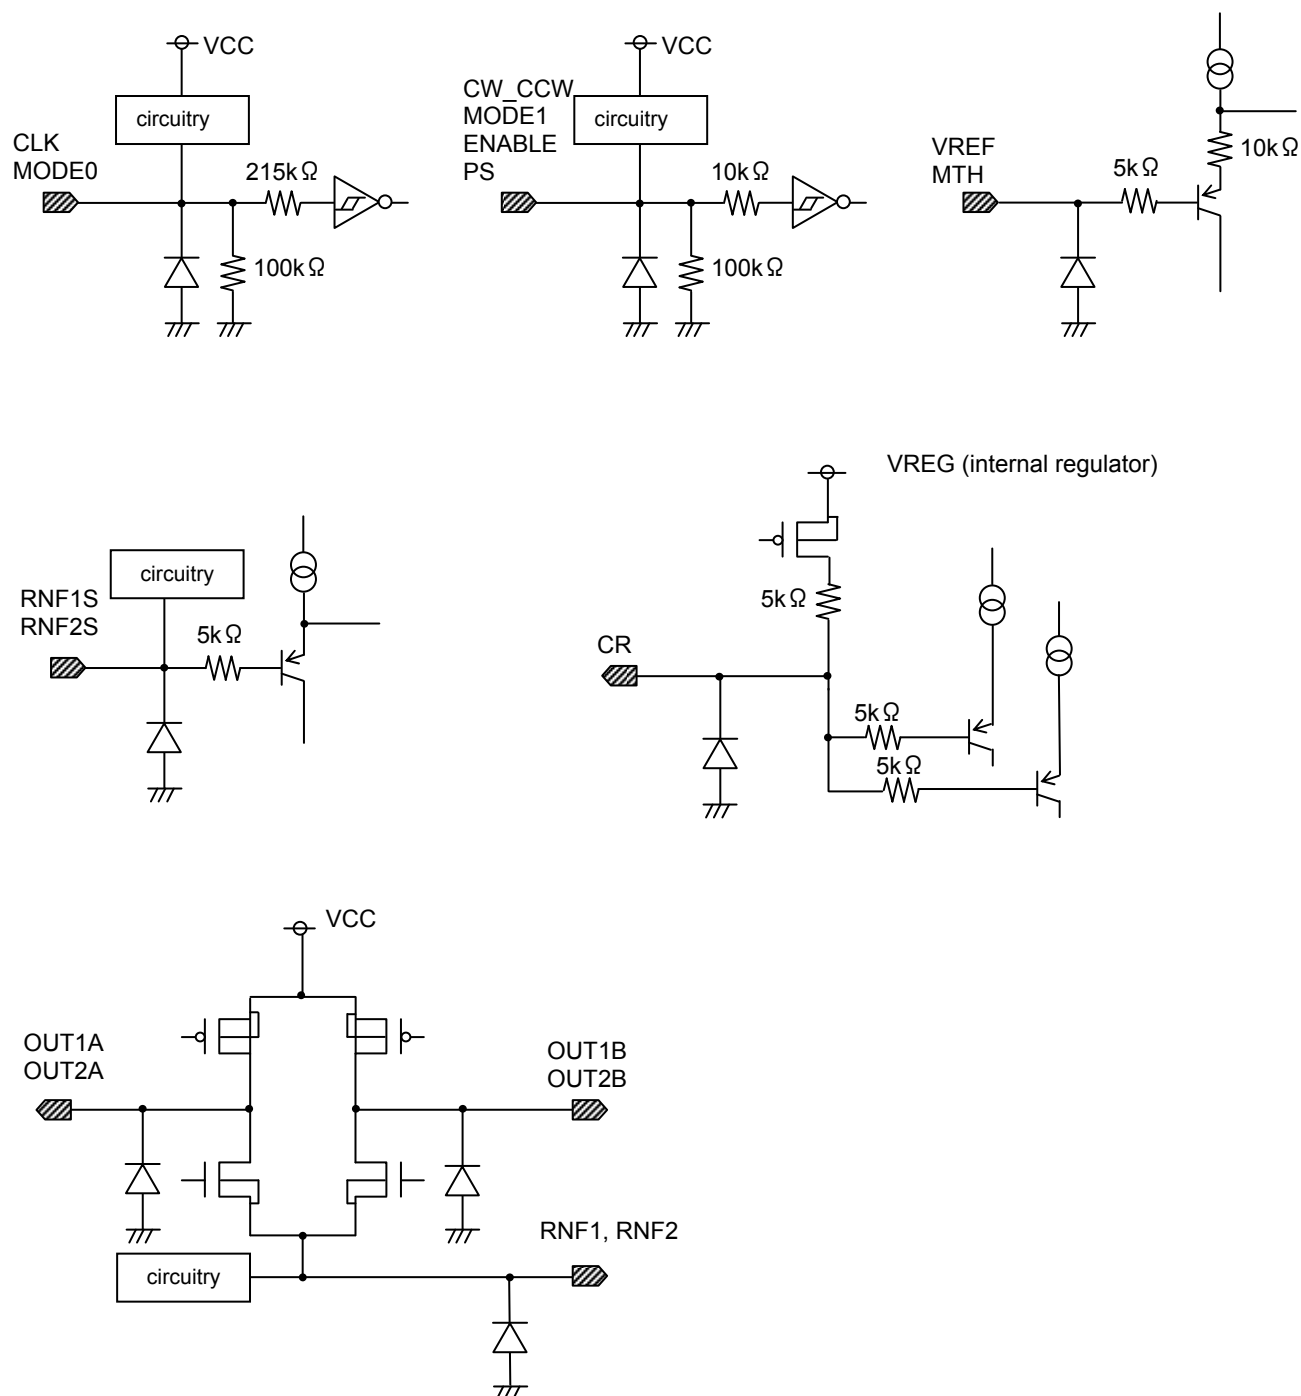 VCC
circuitry
CLK
MODE0
215kΩ
100kΩ
VCC
CW_CCW
MODE1
ENABLE
PS
circuitry
10kΩ
100kΩ
VREF
MTH
5kΩ
10kΩ
circuitry
RNF1S
RNF2S
5kΩ
VREG (internal regulator)
5kΩ
CR
5kΩ
5kΩ
VCC
OUT1A
OUT2A
OUT1B
OUT2B
RNF1, RNF2
circuitry